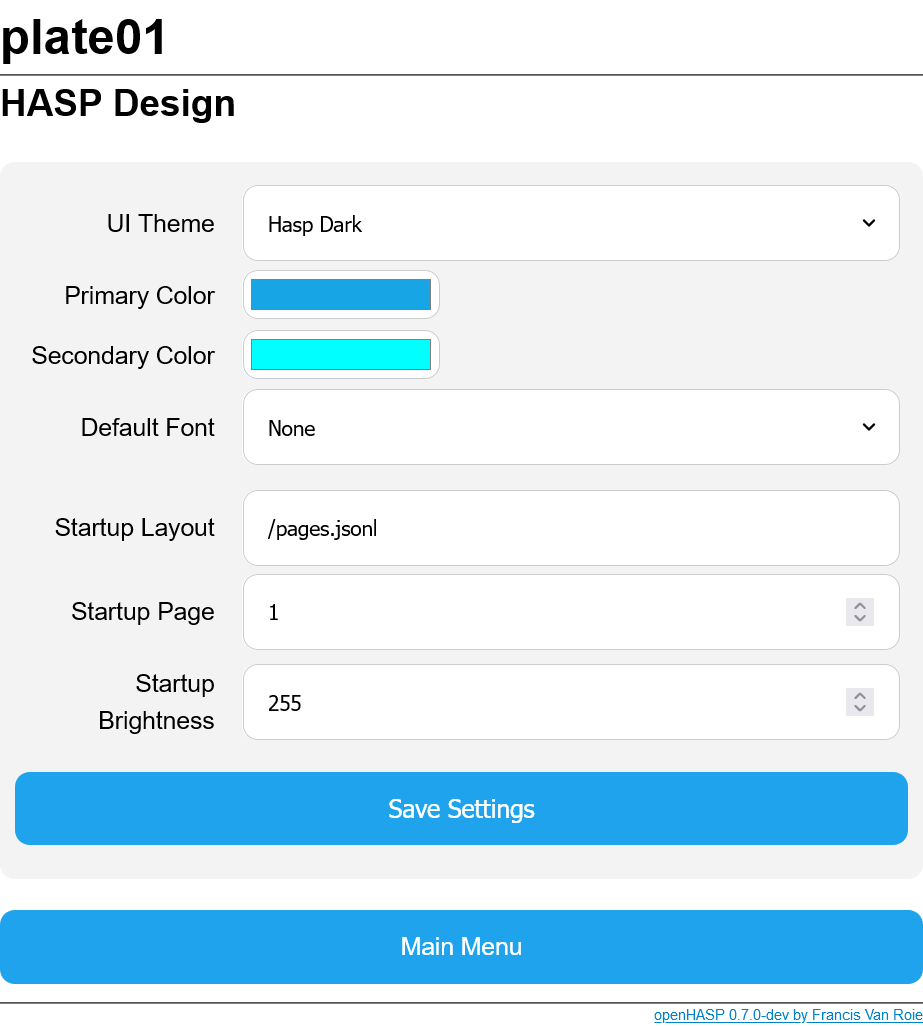 plate01
HASP Design
UI Theme Hasp Dark
Primary Color
Secondary Color
Default Font None
Startup Layout /pages.jsonl
Startup Page 1
Startup
Brightness 255
Save Settings
Main Menu
openHASP 0.7.0-dev by Francis Van Roie